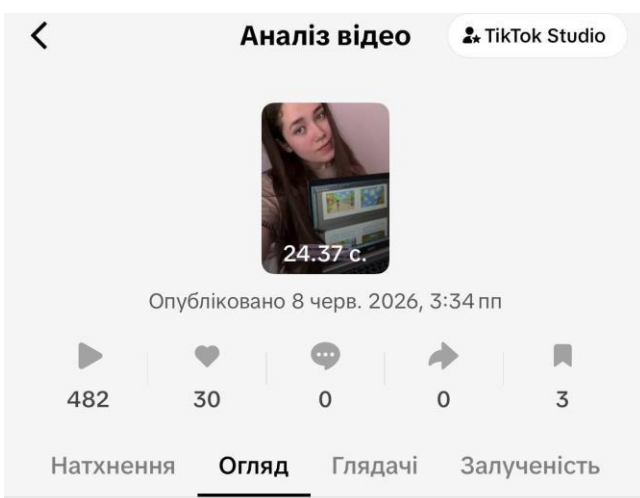 Аналіз відео
TikTok Studio
24.37 с.
Опубліковано 8 черв. 2026, 3:34 пп
482 30 0 0 3
Натхнення Огляд Глядачі Залученість